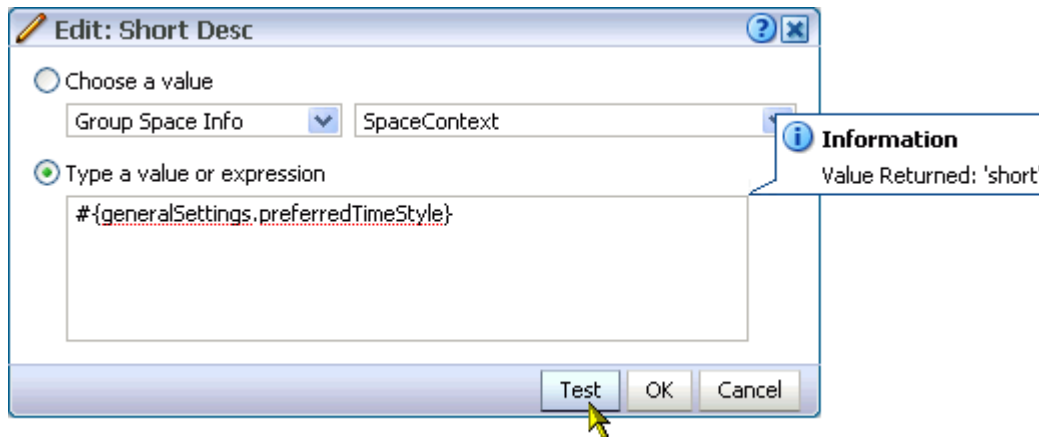 Edit: Short Desc
?
Choose a value
Group Space Info SpaceContext
i Information
Value Returned: 'short'
Type a value or expression
#{generalSettings.preferredTimeStyle}
Test OK Cancel